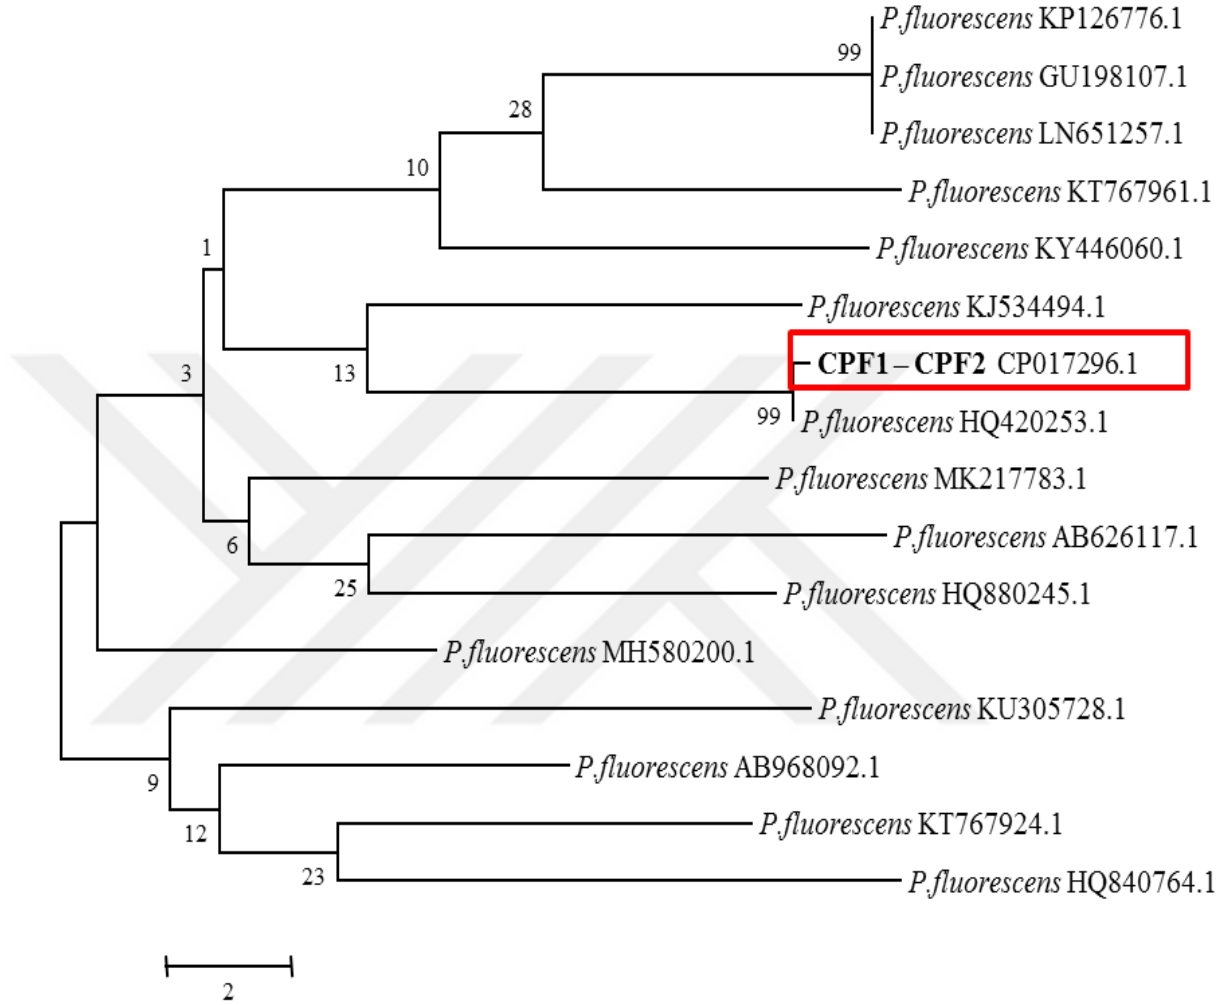 P.fluorescens KP126776.1
99
P.fluorescens GU198107.1
28
P.fluorescens LN651257.1
10
P.fluorescens KT767961.1
1
P.fluorescens KY446060.1
P.fluorescens KJ534494.1
3
13
CPF1 – CPF2 CP017296.1
99
P.fluorescens HQ420253.1
P.fluorescens MK217783.1
6
P.fluorescens AB626117.1
25
P.fluorescens HQ880245.1
P.fluorescens MH580200.1
P.fluorescens KU305728.1
9
P.fluorescens AB968092.1
12
P.fluorescens KT767924.1
23
P.fluorescens HQ840764.1
2